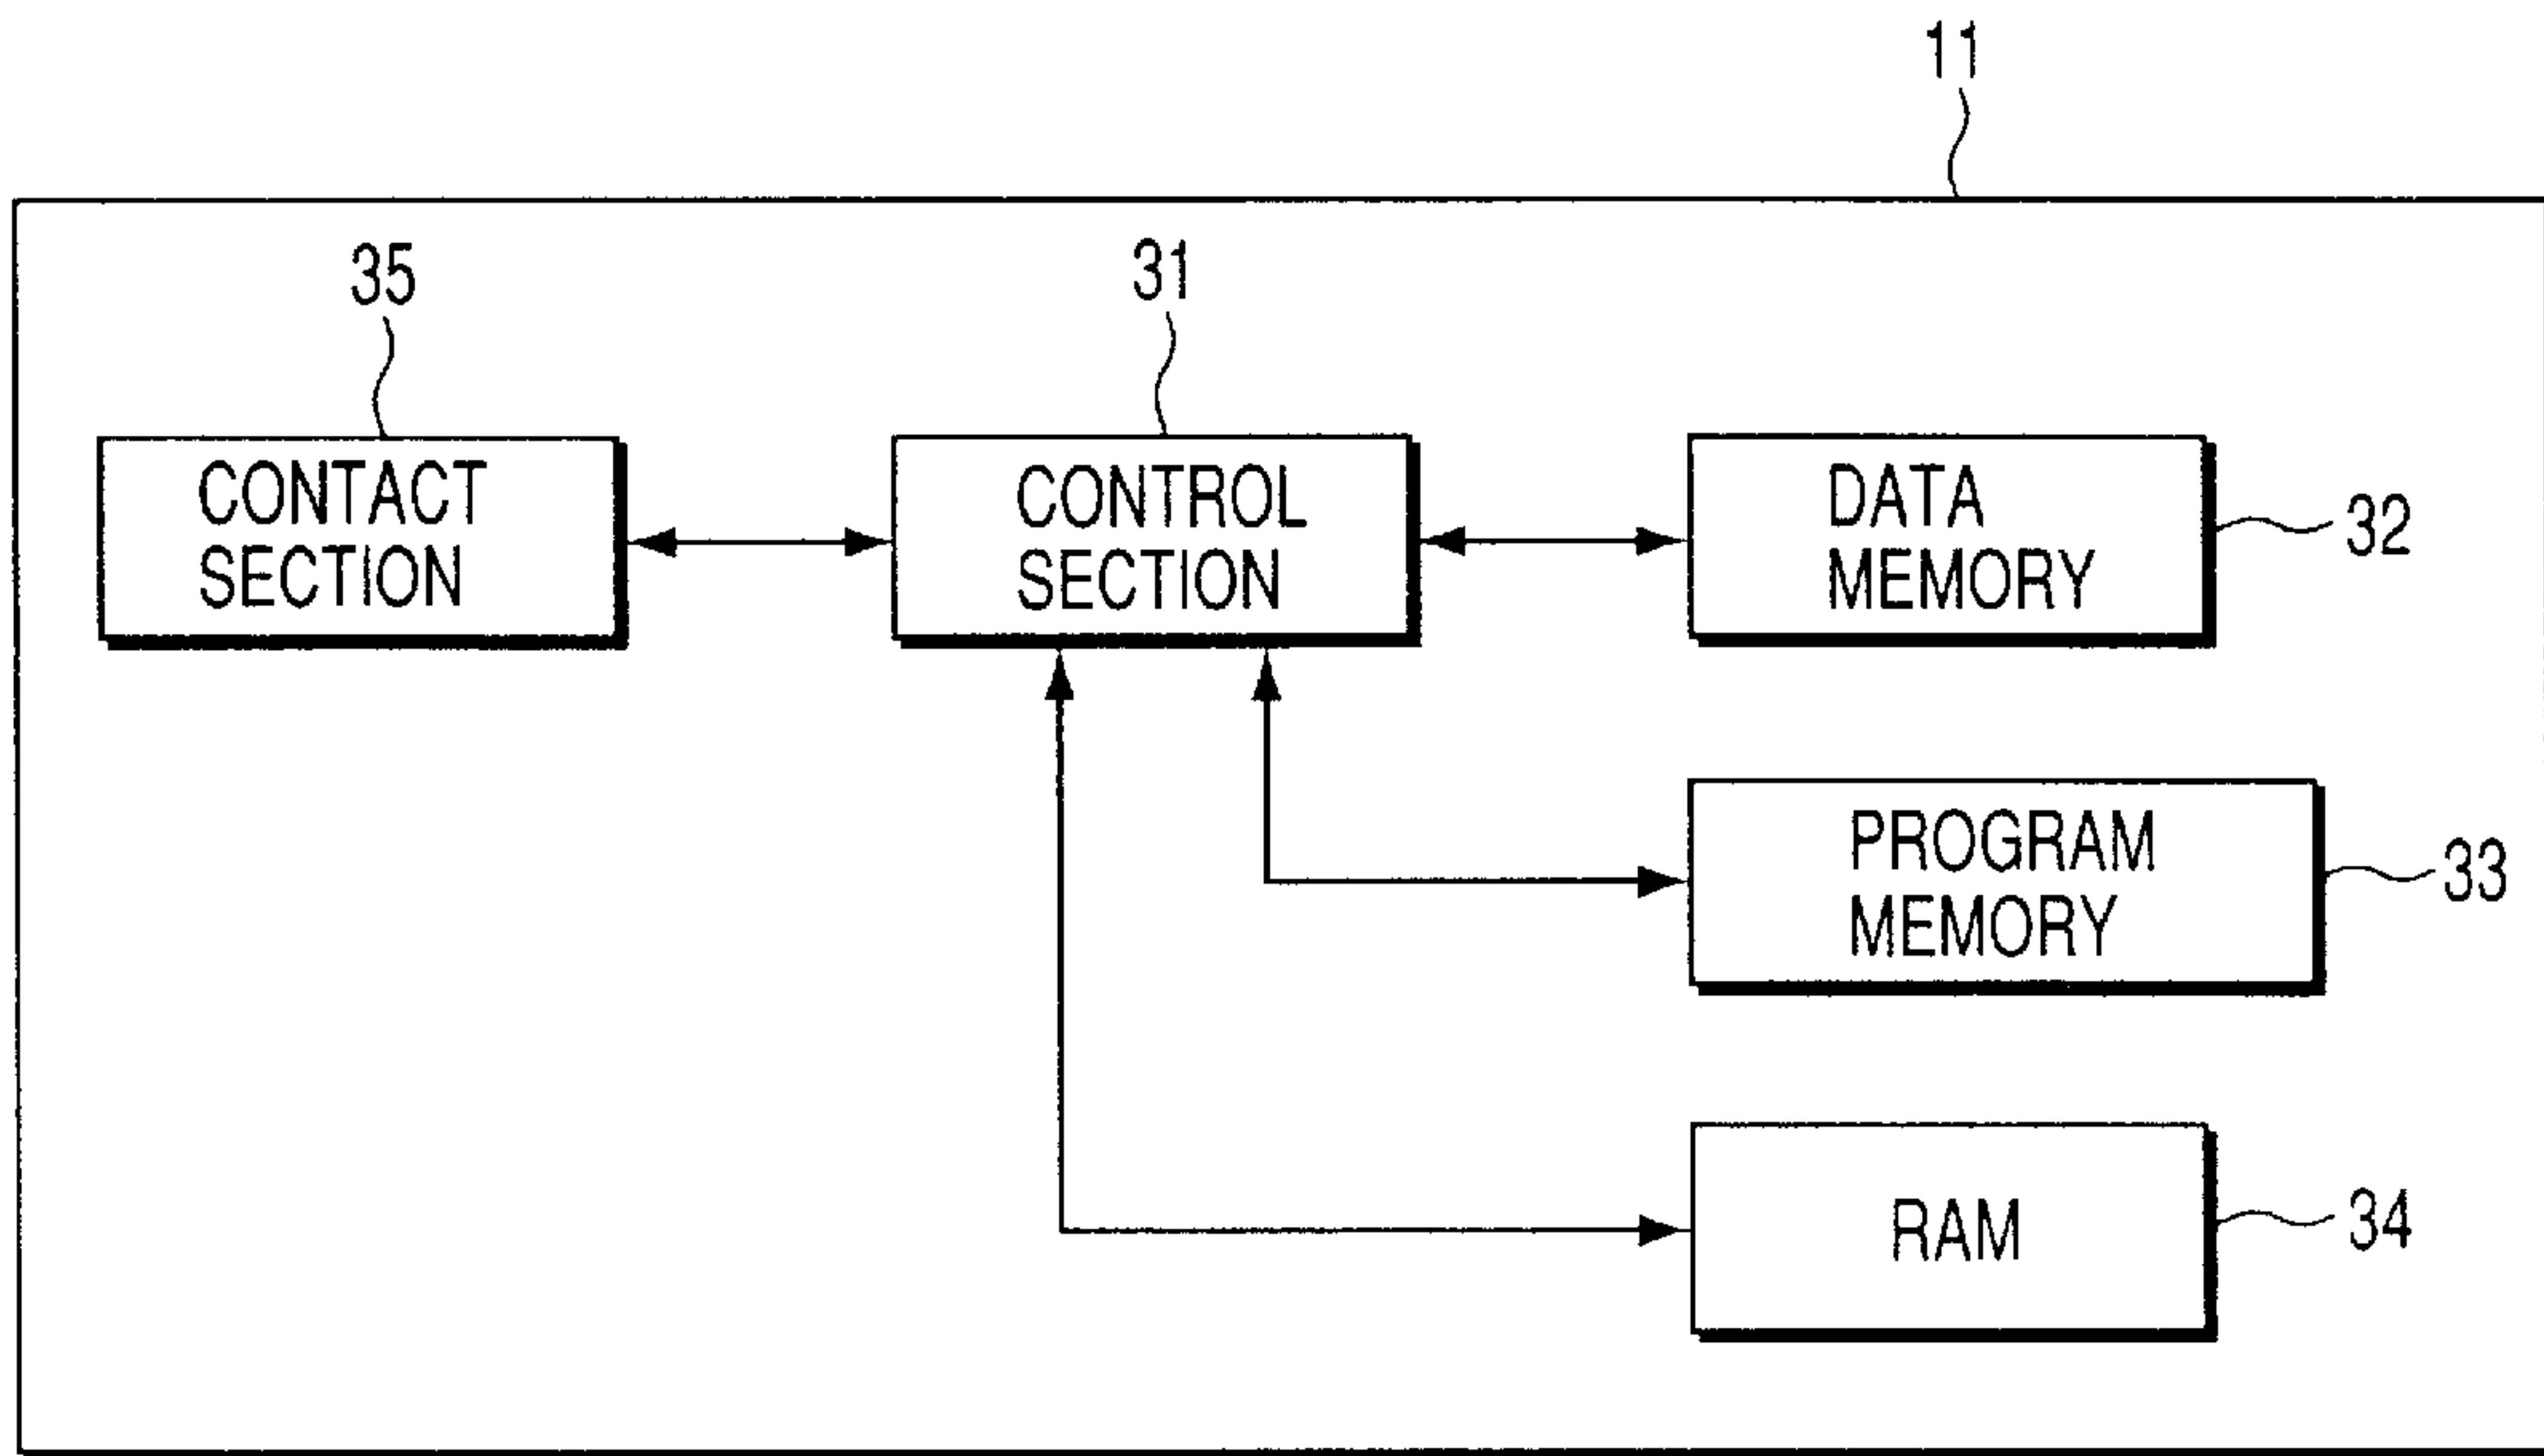 11
35
31
CONTACT
SECTION
CONTROL
SECTION
DATA
MEMORY
32
PROGRAM
MEMORY
33
RAM
34